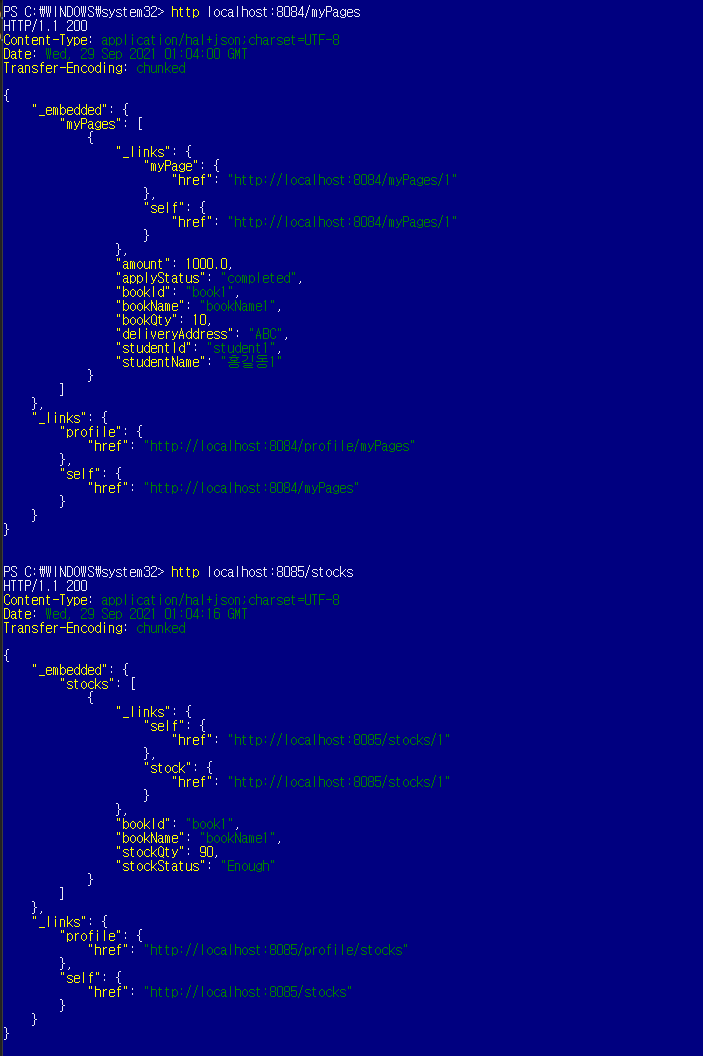 PS C:₩WINDOWS₩system32> http localhost:8084/myPages
HTTP/1.1 200
Content-Type: application/hal+json;charset=UTF-8
Date: Wed, 29 Sep 2021 01:04:00 GMT
Transfer-Encoding: chunked

{
    "_embedded": {
        "myPages": [
            {
                "_links": {
                    "myPage": {
                        "href": "http://localhost:8084/myPages/1"
                    },
                    "self": {
                        "href": "http://localhost:8084/myPages/1"
                    }
                },
                "amount": 1000.0,
                "applyStatus": "completed",
                "bookId": "book1",
                "bookName": "bookName1",
                "bookQty": 10,
                "deliveryAddress": "ABC",
                "studentId": "student1",
                "studentName": "홍길동1"
            }
        ]
    },
    "_links": {
        "profile": {
            "href": "http://localhost:8084/profile/myPages"
        },
        "self": {
            "href": "http://localhost:8084/myPages"
        }
    }
}

PS C:₩WINDOWS₩system32> http localhost:8085/stocks
HTTP/1.1 200
Content-Type: application/hal+json;charset=UTF-8
Date: Wed, 29 Sep 2021 01:04:16 GMT
Transfer-Encoding: chunked

{
    "_embedded": {
        "stocks": [
            {
                "_links": {
                    "self": {
                        "href": "http://localhost:8085/stocks/1"
                    },
                    "stock": {
                        "href": "http://localhost:8085/stocks/1"
                    }
                },
                "bookId": "book1",
                "bookName": "bookName1",
                "stockQty": 90,
                "stockStatus": "Enough"
            }
        ]
    },
    "_links": {
        "profile": {
            "href": "http://localhost:8085/profile/stocks"
        },
        "self": {
            "href": "http://localhost:8085/stocks"
        }
    }
}